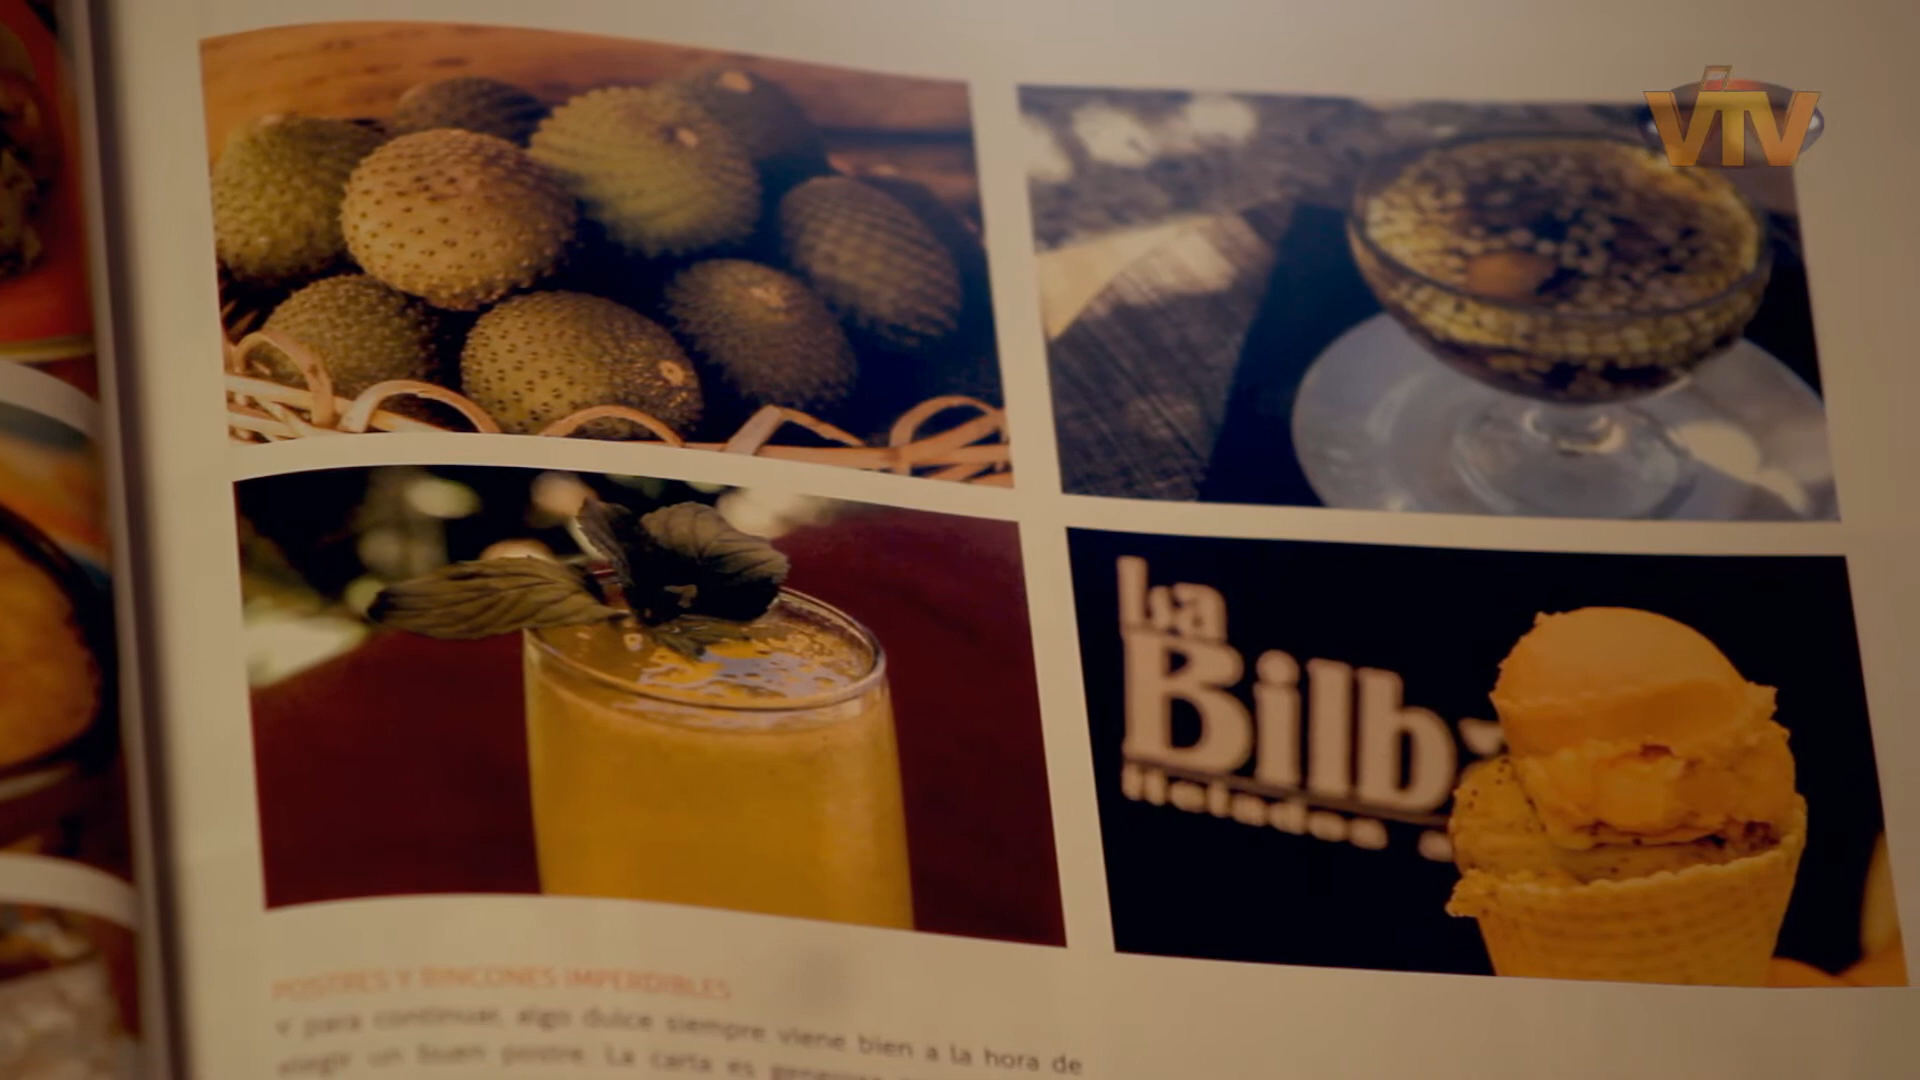 VTV
La
Bilb
Helados
POSTRES Y RINCONES IMPERDIBLES
Y para continuar, algo dulce siempre viene bien a la hora de
elegir un buen postre. La carta es